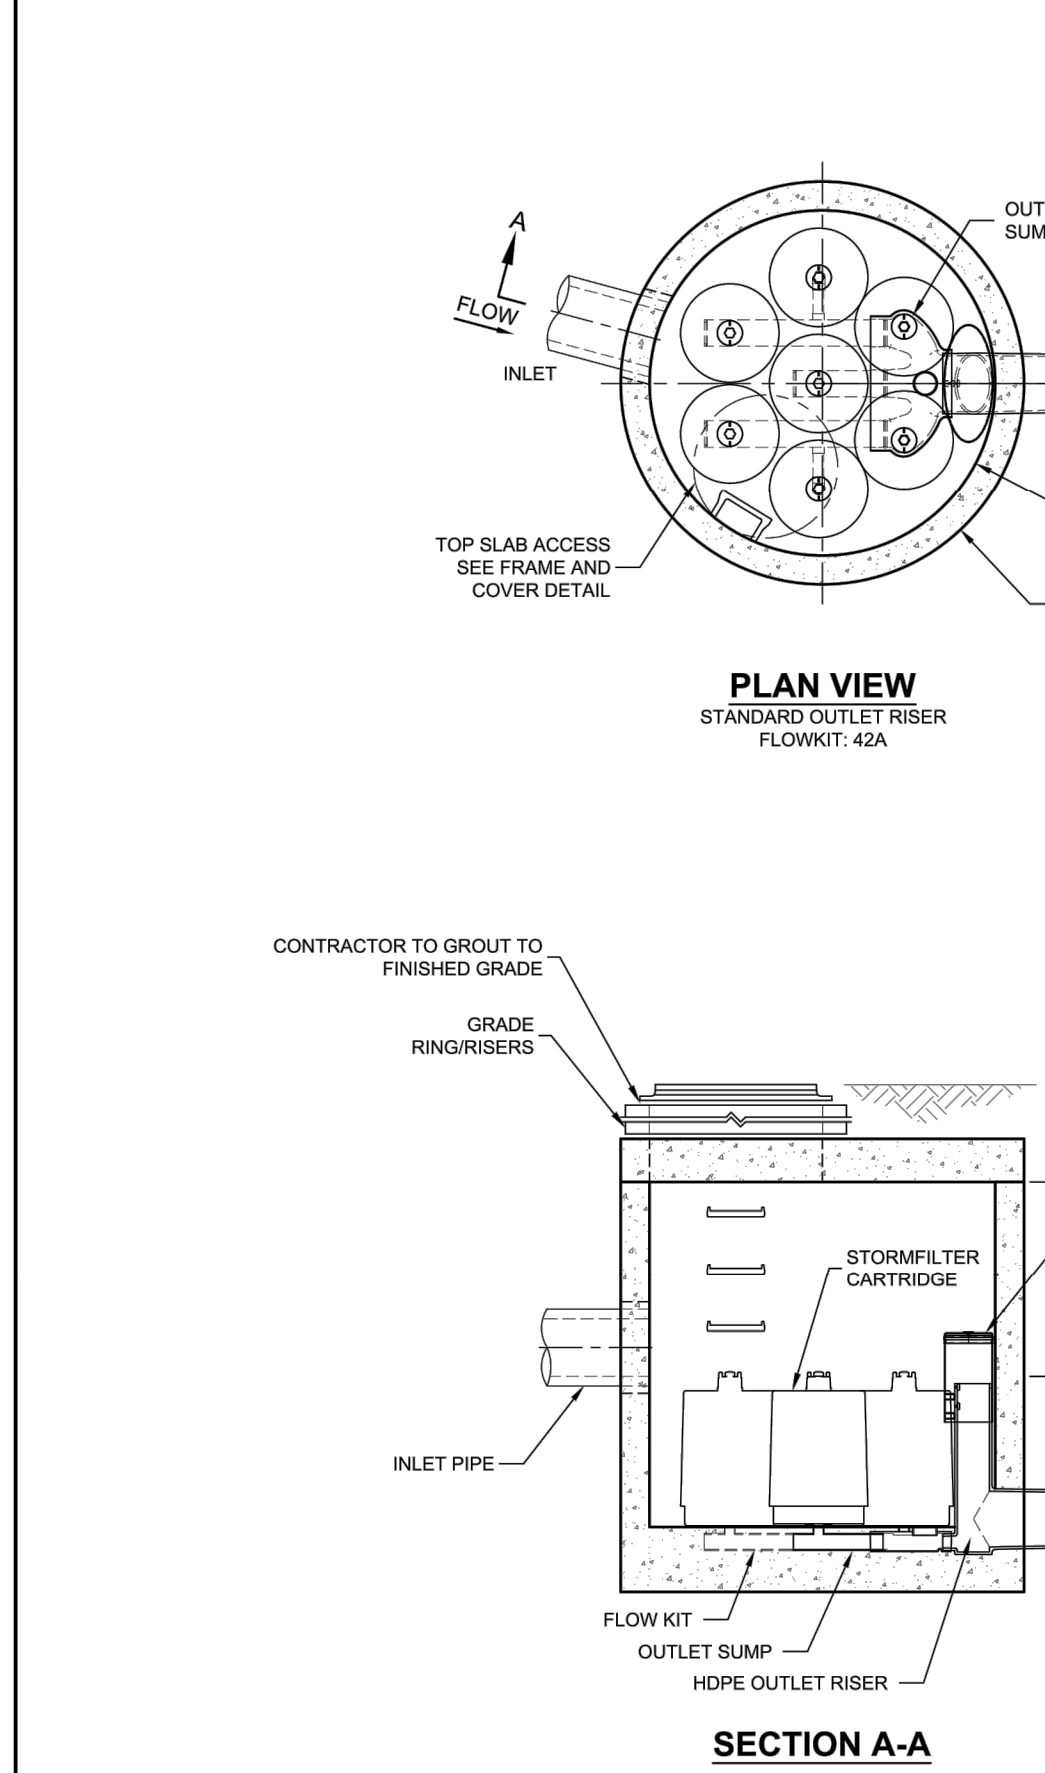 A
FLOW
INLET
OUT
SUM
TOP SLAB ACCESS
SEE FRAME AND
COVER DETAIL
PLAN VIEW
STANDARD OUTLET RISER
FLOWKIT: 42A
CONTRACTOR TO GROUT TO
FINISHED GRADE
GRADE
RING/RISERS
STORMFILTER
CARTRIDGE
INLET PIPE
FLOW KIT
OUTLET SUMP
HDPE OUTLET RISER
SECTION A-A